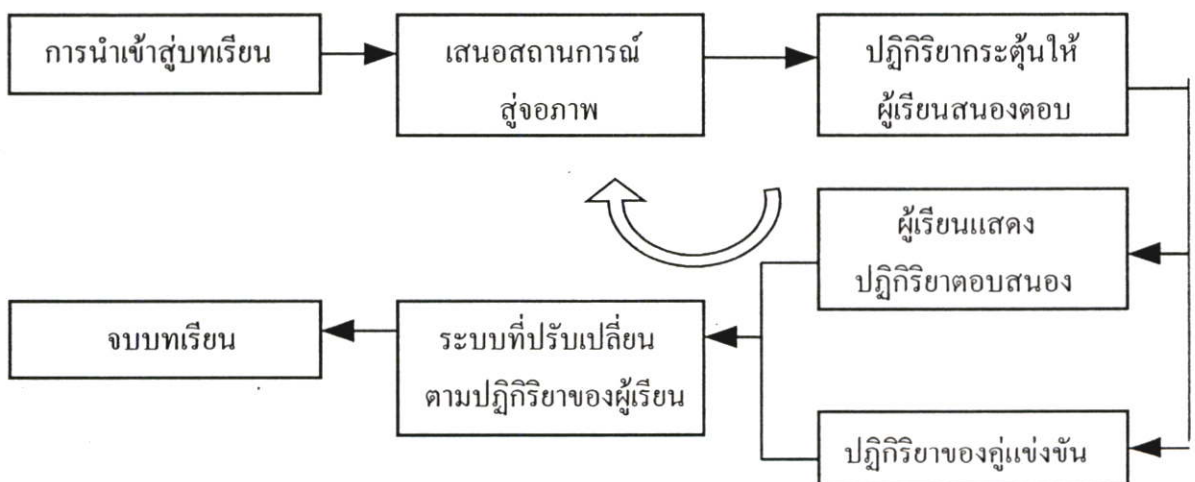 การนำเข้าสู่บทเรียน
เสนอสถานการณ์
สู่จอภาพ
ปฏิกิริยากระตุ้นให้
ผู้เรียนสนองตอบ
ผู้เรียนแสดง
ปฏิกิริยาตอบสนอง
ปฏิกิริยาของคู่แข่งขัน
ระบบที่ปรับเปลี่ยน
ตามปฏิกิริยาของผู้เรียน
จบบทเรียน